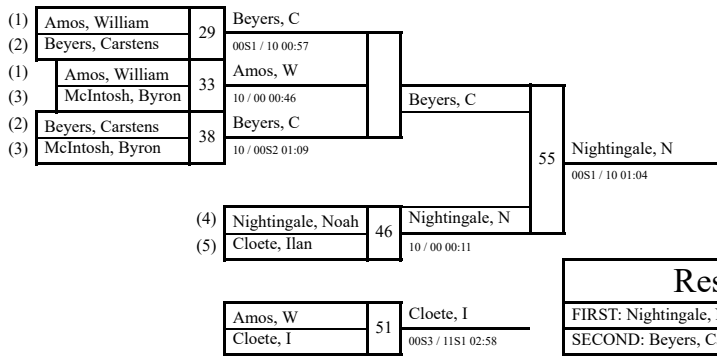 (1) Amos, William 29 Beyers, C
(2) Beyers, Carstens 00S1 / 10 00:57
(1) Amos, William 33 Amos, W
(3) McIntosh, Byron 10 / 00 00:46
Beyers, C
(2) Beyers, Carstens 38 Beyers, C
(3) McIntosh, Byron 10 / 00S2 01:09
55 Nightingale, N
00S1 / 10 01:04
(4) Nightingale, Noah 46 Nightingale, N
(5) Cloete, Ilan 10 / 00 00:11
Res
Amos, W 51 Cloete, I
FIRST: Nightingale,
Cloete, I 00S3 / 11S1 02:58
SECOND: Beyers, C